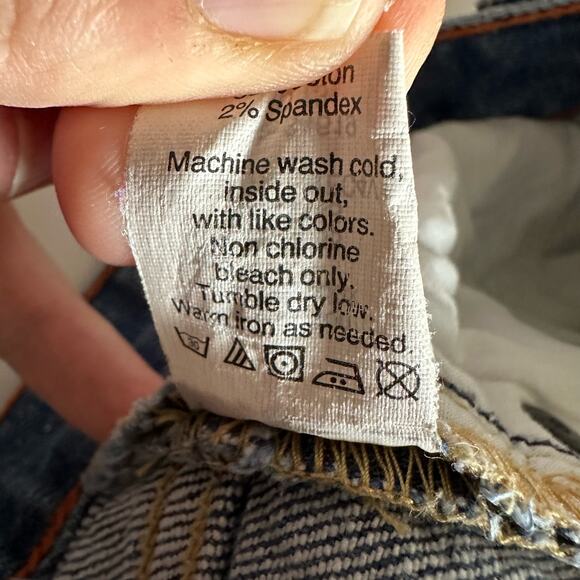 2% Spandex
Machine wash cold,
inside out,
with like colors.
Non chlorine
bleach only.
Tumble dry low.
Warm iron as needed.
30